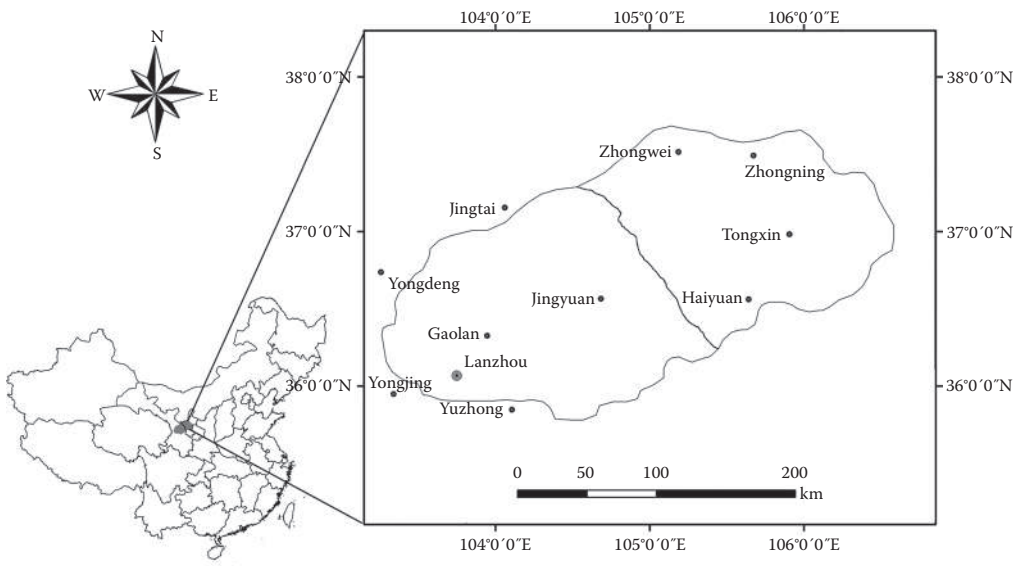 104°0′0″E 105°0′0″E 106°0′0″E
N
W E
S
38°0′0″N 38°0′0″N
Zhongwei
Zhongning
Jingtai
37°0′0″N 37°0′0″N
Tongxin
Yongdeng
Jingyuan Haiyuan
Gaolan
Lanzhou
Yongjing
36°0′0″N 36°0′0″N
Yuzhong
0 50 100 200
km
104°0′0″E 105°0′0″E 106°0′0″E